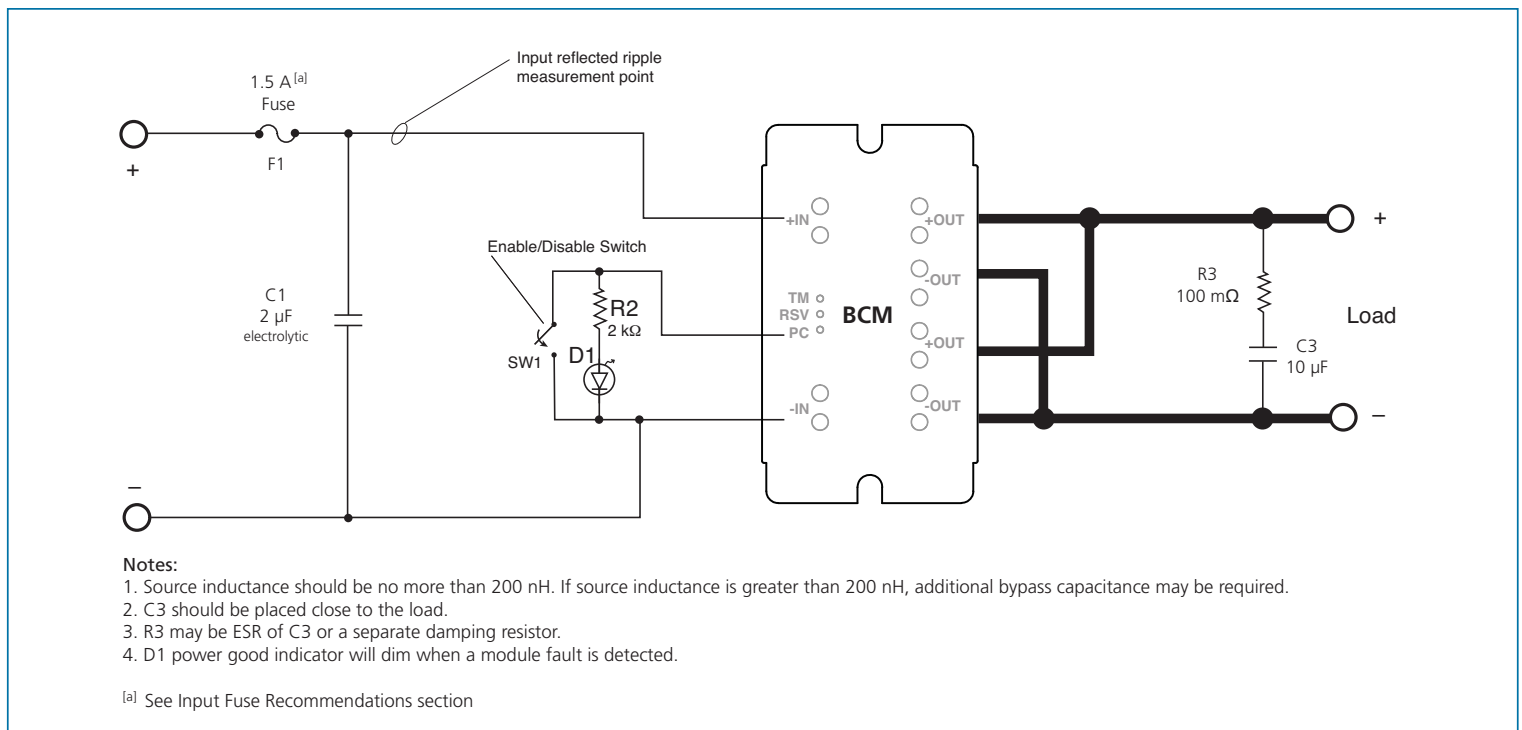 Input reflected ripple
measurement point
1.5 A [a]
Fuse
F1
+
+IN
+OUT
+
Enable/Disable Switch
-OUT
R3
100 mΩ
Load
C1
2 µF
electrolytic
R2
2 kΩ
TM
RSV
PC
BCM
SW1
D1
+OUT
C3
10 µF
-IN
-OUT
–
–
Notes:
1. Source inductance should be no more than 200 nH. If source inductance is greater than 200 nH, additional bypass capacitance may be required.
2. C3 should be placed close to the load.
3. R3 may be ESR of C3 or a separate damping resistor.
4. D1 power good indicator will dim when a module fault is detected.
[a] See Input Fuse Recommendations section